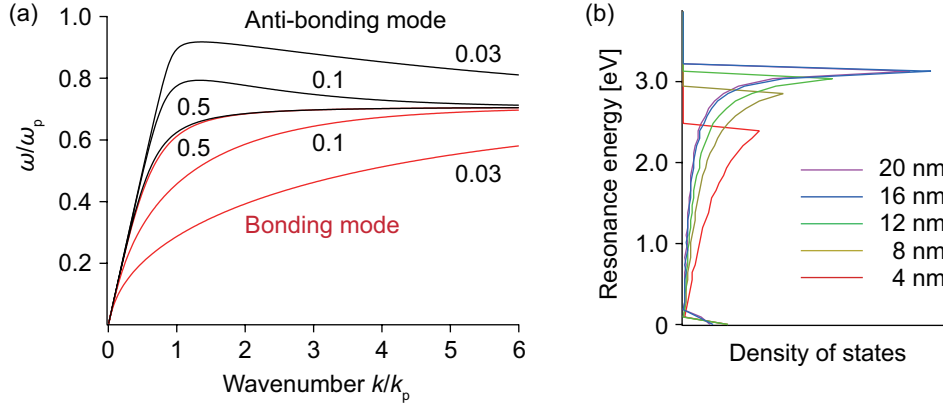 (a)
1.0
0.8
0.6
0.4
0.2
0
1
2
3
4
5
6
ω/ωp
Wavenumber k/kp
Anti-bonding mode
0.03
0.1
0.5
0.5
0.1
0.03
Bonding mode
(b)
3.0
2.0
1.0
0
Resonance energy [eV]
Density of states
20 nm
16 nm
12 nm
8 nm
4 nm